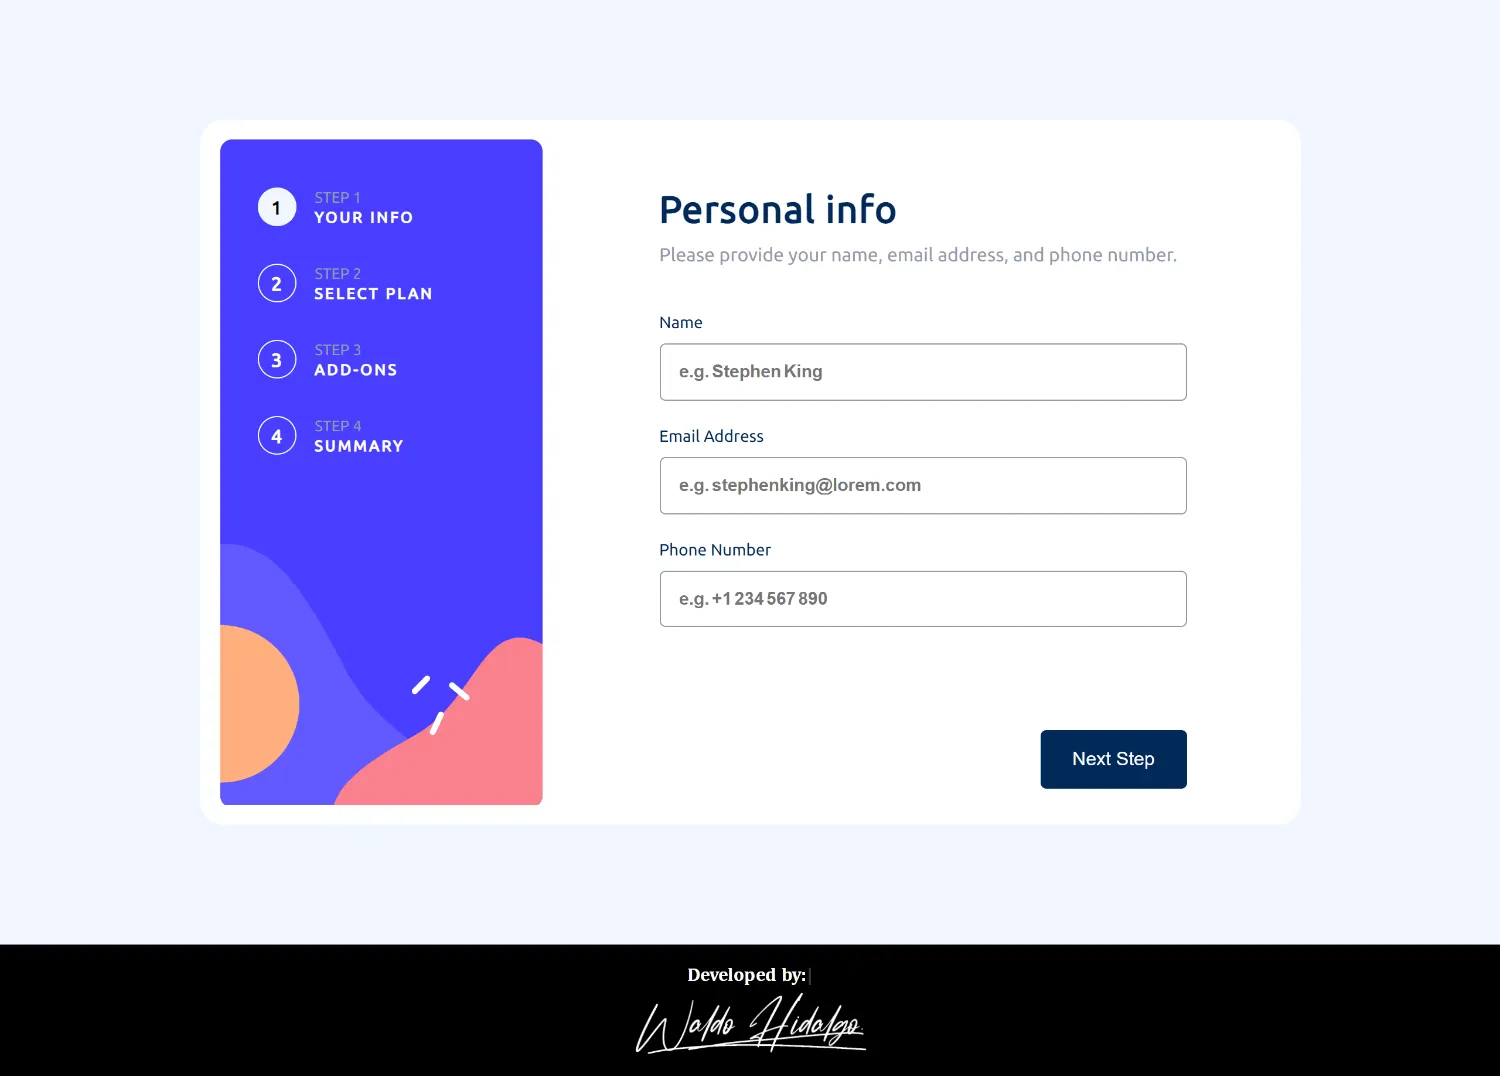 1
STEP 1
YOUR INFO
2
STEP 2
SELECT PLAN
3
STEP 3
ADD-ONS
4
STEP 4
SUMMARY
Personal info
Please provide your name, email address, and phone number.
Name
e.g. Stephen King
Email Address
e.g. stephenking@lorem.com
Phone Number
e.g. +1 234 567 890
Next Step
Developed by:
Waldo Hidalgo